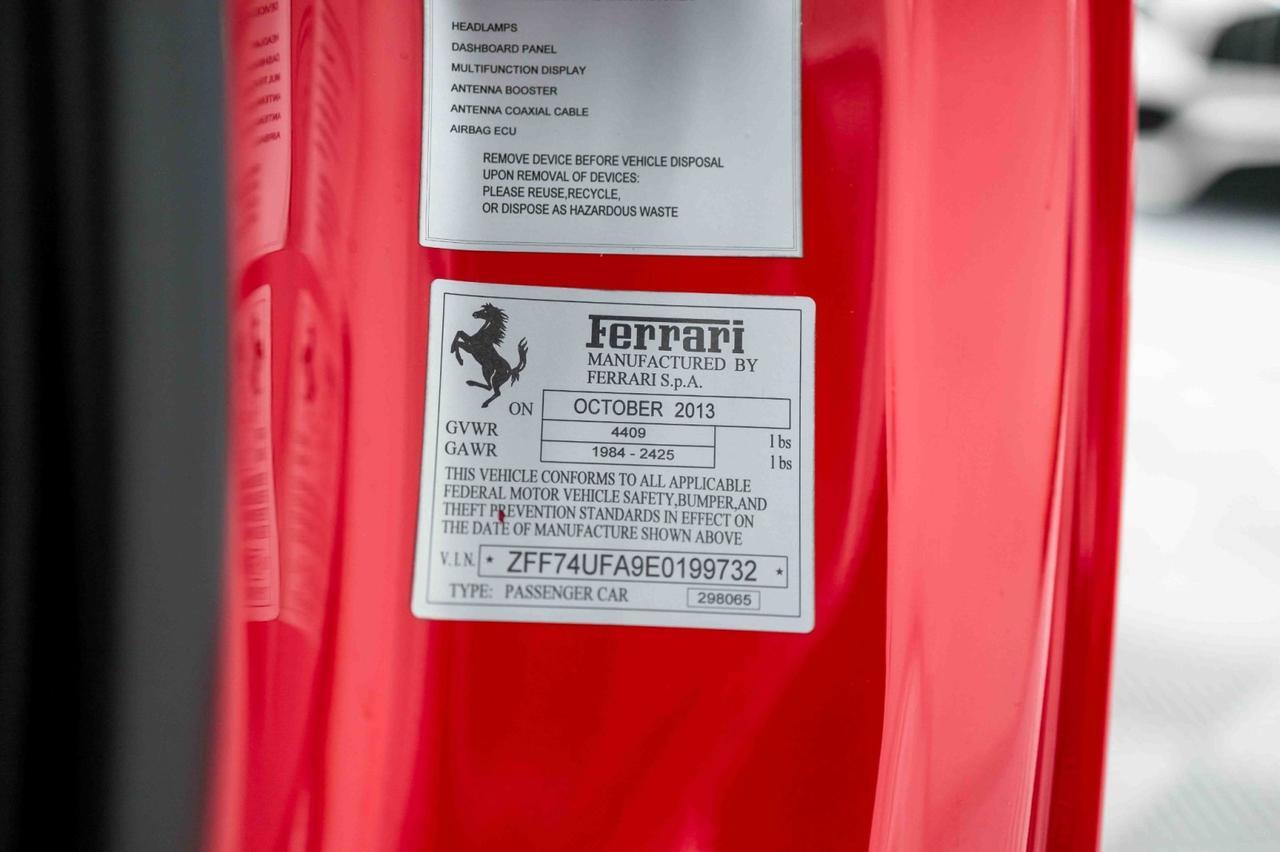 HEADLAMPS
DASHBOARD PANEL
MULTIFUNCTION DISPLAY
ANTENNA BOOSTER
ANTENNA COAXIAL CABLE
AIRBAG ECU
REMOVE DEVICE BEFORE VEHICLE DISPOSAL
UPON REMOVAL OF DEVICES:
PLEASE REUSE,RECYCLE,
OR DISPOSE AS HAZARDOUS WASTE
Ferrari
MANUFACTURED BY
FERRARI S.p.A.
ON OCTOBER 2013
GVWR 4409 lbs
GAWR 1984 - 2425 lbs
THIS VEHICLE CONFORMS TO ALL APPLICABLE
FEDERAL MOTOR VEHICLE SAFETY,BUMPER,AND
THEFT PREVENTION STANDARDS IN EFFECT ON
THE DATE OF MANUFACTURE SHOWN ABOVE
V.I.N. * ZFF74UFA9E0199732 *
TYPE: PASSENGER CAR 298065